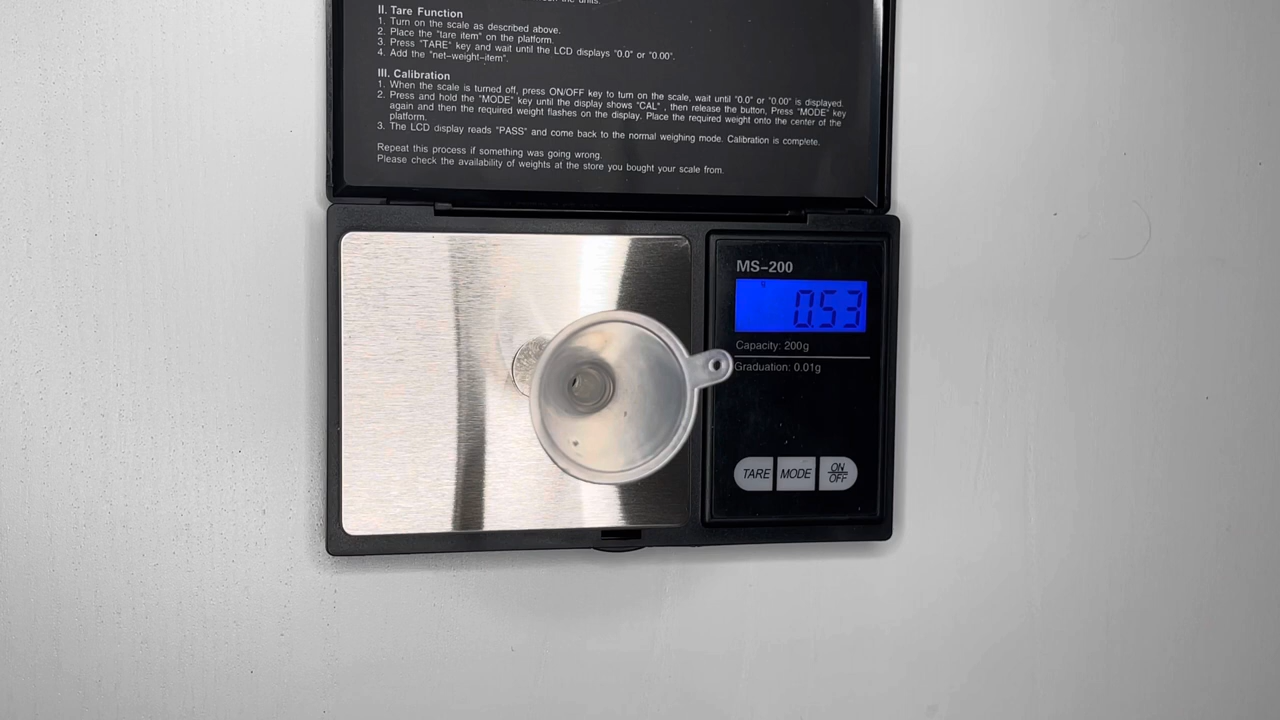 the units.
II. Tare Function
1. Turn on the scale as described above.
2. Place the "tare item" on the platform.
3. Press "TARE" key and wait until the LCD displays "0.0" or "0.00".
4. Add the "net-weight-item".
III. Calibration
1. When the scale is turned off, press ON/OFF key to turn on the scale, wait until "0.0" or "0.00" is displayed.
2. Press and hold the "MODE" key until the display shows "CAL" , then release the button, Press "MODE" key
again and then the required weight flashes on the display. Place the required weight onto the center of the
platform.
3. The LCD display reads "PASS" and come back to the normal weighing mode. Calibration is complete.
Repeat this process if something was going wrong.
Please check the availability of weights at the store you bought your scale from.
MS-200
g
0.53
Capacity: 200g
Graduation: 0.01g
TARE MODE ON
OFF